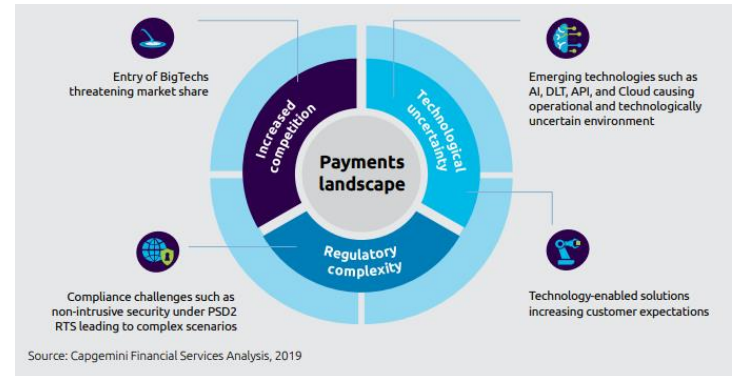 Entry of BigTechs
threatening market share
Emerging technologies such as
AI, DLT, API, and Cloud causing
operational and technologically
uncertain environment
Increased
competition
Technological
uncertainty
Payments
landscape
Regulatory
complexity
Compliance challenges such as
non-intrusive security under PSD2
RTS leading to complex scenarios
Technology-enabled solutions
increasing customer expectations
Source: Capgemini Financial Services Analysis, 2019